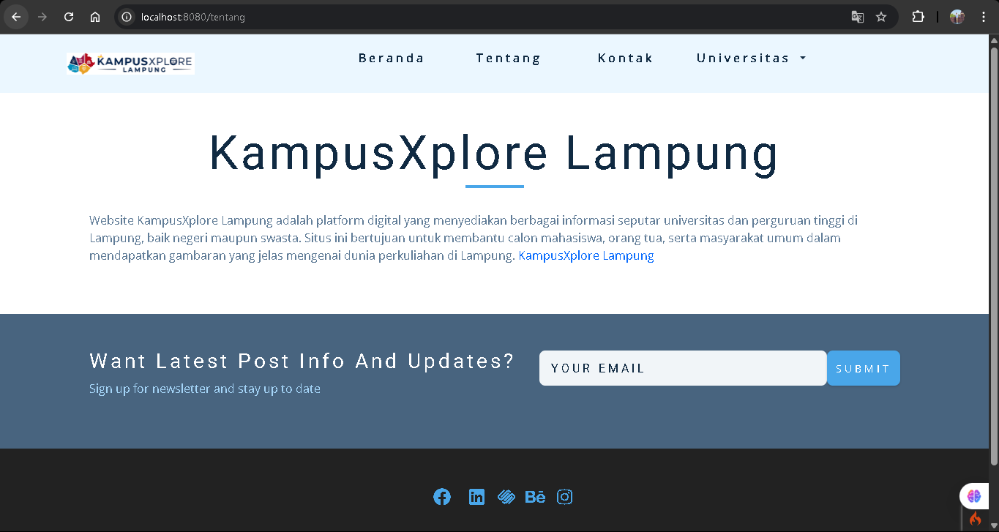 localhost:8080/tentang
KAMPUSXPLORE
LAMPUNG
Beranda Tentang Kontak Universitas
KampusXplore Lampung
Website KampusXplore Lampung adalah platform digital yang menyediakan berbagai informasi seputar universitas dan perguruan tinggi di
Lampung, baik negeri maupun swasta. Situs ini bertujuan untuk membantu calon mahasiswa, orang tua, serta masyarakat umum dalam
mendapatkan gambaran yang jelas mengenai dunia perkuliahan di Lampung. KampusXplore Lampung
Want Latest Post Info And Updates?
YOUR EMAIL SUBMIT
Sign up for newsletter and stay up to date